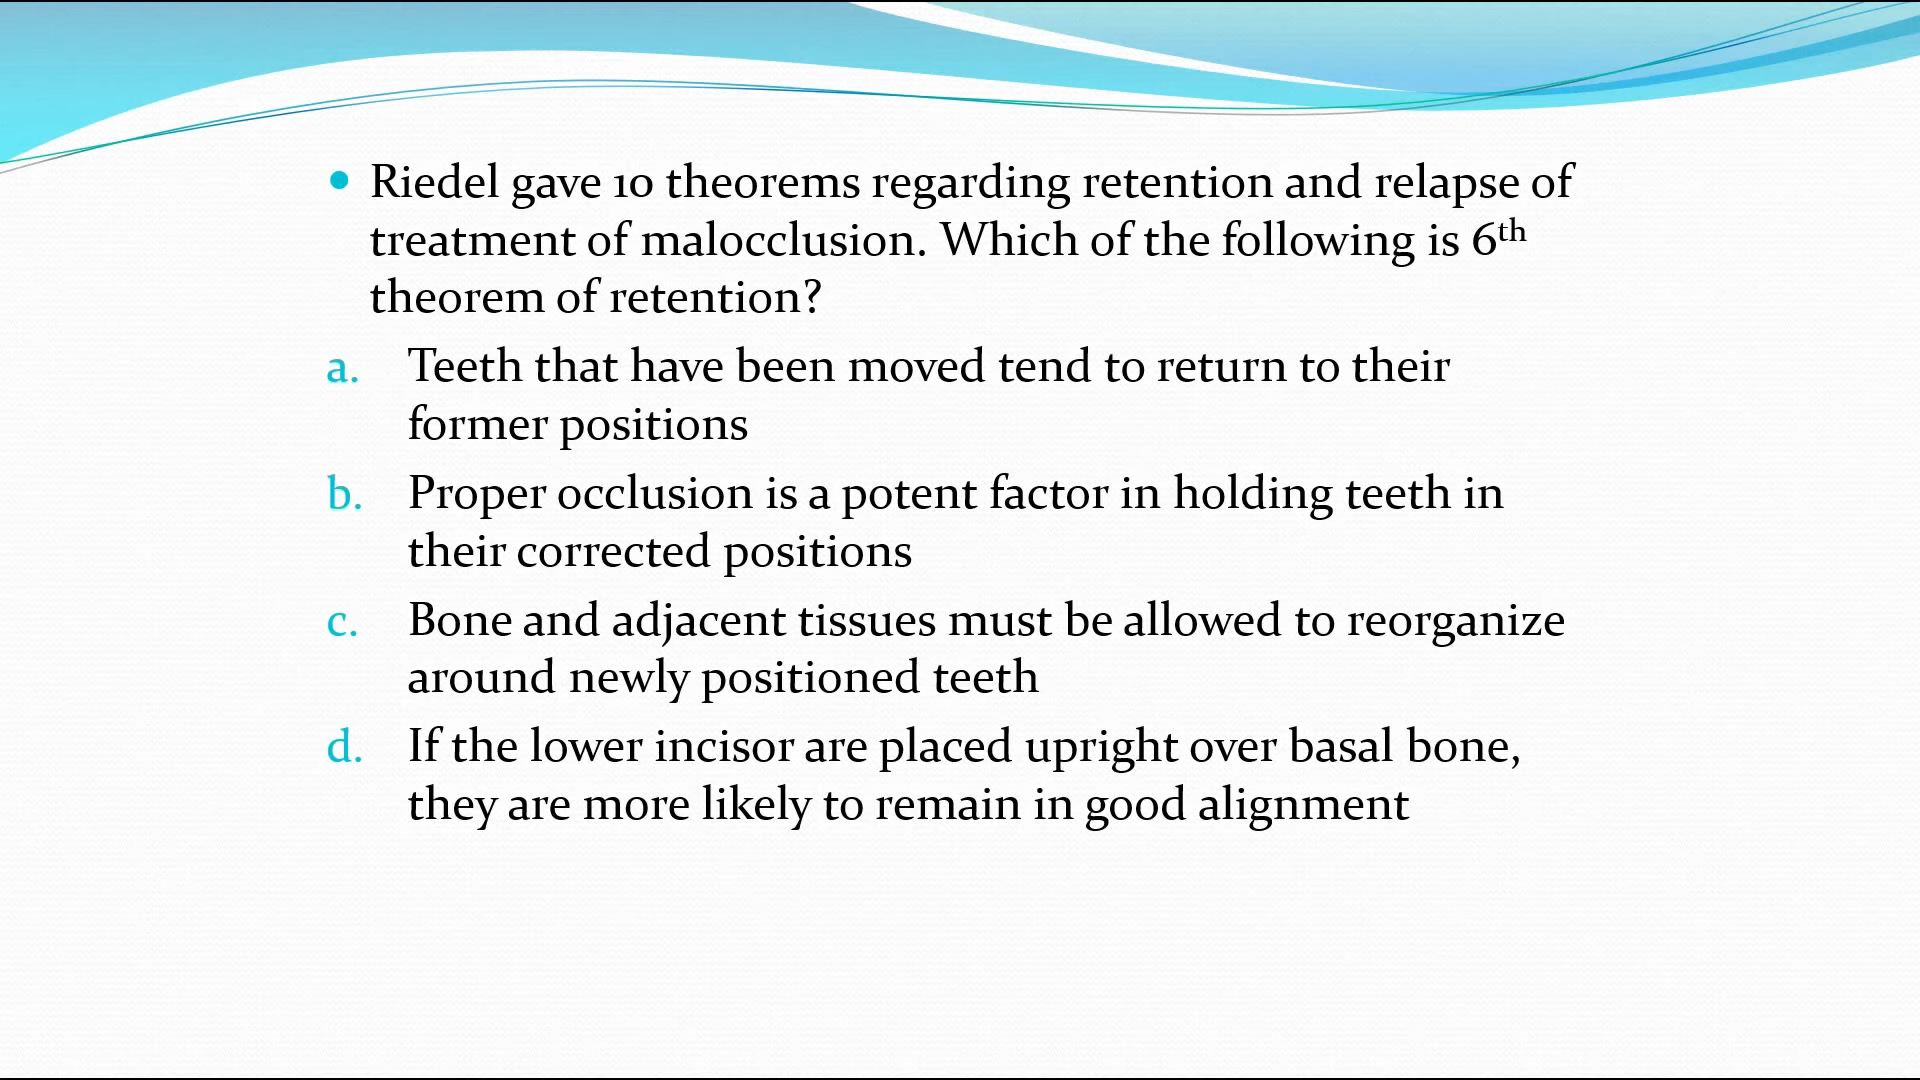 • Riedel gave 10 theorems regarding retention and relapse of
treatment of malocclusion. Which of the following is 6th
theorem of retention?
a. Teeth that have been moved tend to return to their
former positions
b. Proper occlusion is a potent factor in holding teeth in
their corrected positions
c. Bone and adjacent tissues must be allowed to reorganize
around newly positioned teeth
d. If the lower incisor are placed upright over basal bone,
they are more likely to remain in good alignment